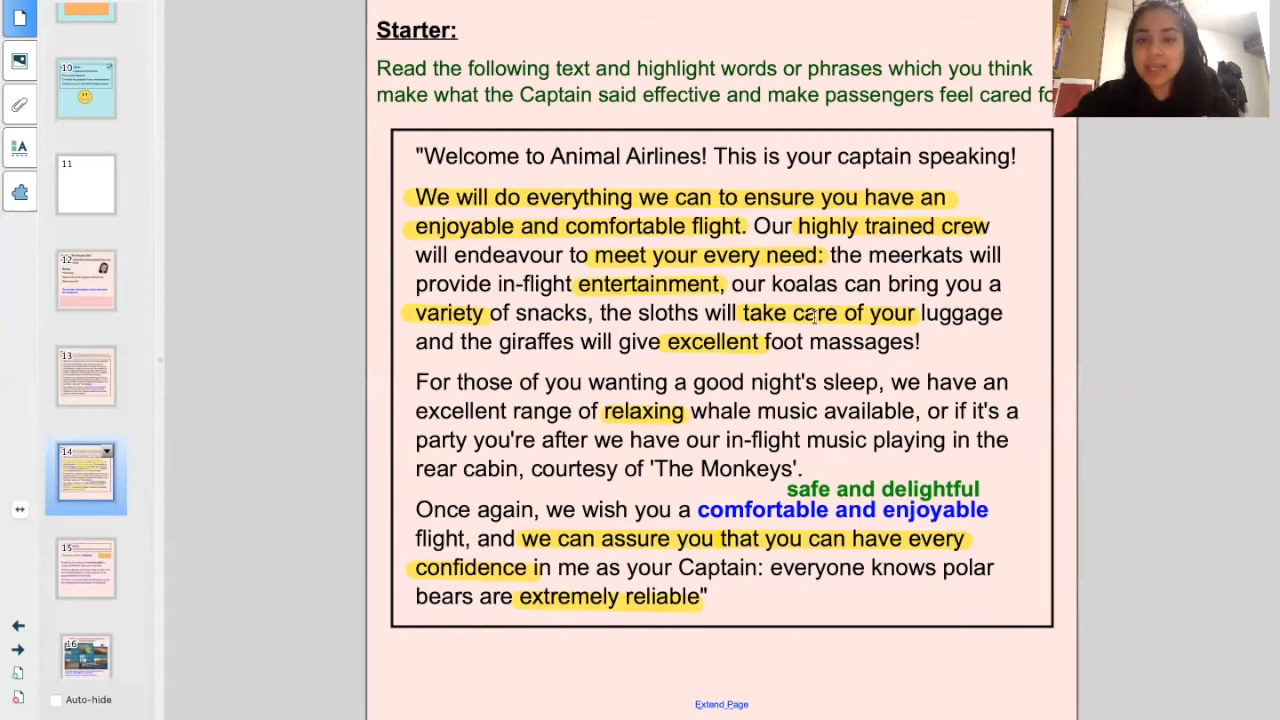 Starter:
Read the following text and highlight words or phrases which you think
make what the Captain said effective and make passengers feel cared fo
"Welcome to Animal Airlines! This is your captain speaking!
We will do everything we can to ensure you have an
enjoyable and comfortable flight. Our highly trained crew
will endeavour to meet your every need: the meerkats will
provide in-flight entertainment, our koalas can bring you a
variety of snacks, the sloths will take care of your luggage
and the giraffes will give excellent foot massages!
For those of you wanting a good night's sleep, we have an
excellent range of relaxing whale music available, or if it's a
party you're after we have our in-flight music playing in the
rear cabin, courtesy of 'The Monkeys'.
safe and delightful
Once again, we wish you a comfortable and enjoyable
flight, and we can assure you that you can have every
confidence in me as your Captain: everyone knows polar
bears are extremely reliable"
Extend Page
10
11
12
13
14
15
16
Auto-hide